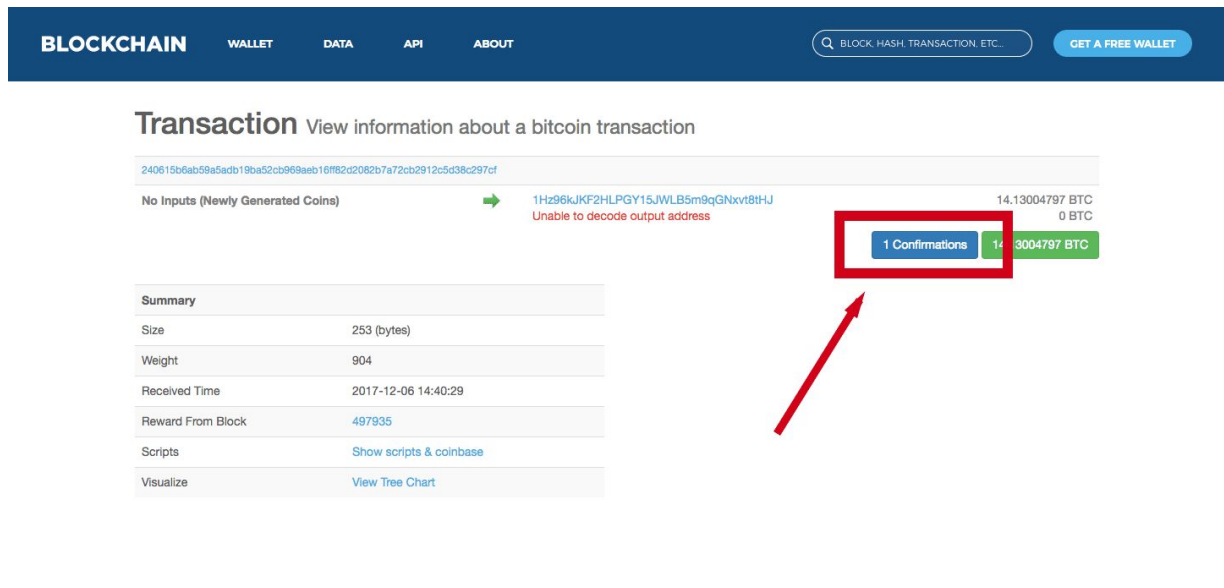 BLOCKCHAIN WALLET DATA API ABOUT BLOCK, HASH, TRANSACTION, ETC... GET A FREE WALLET
Transaction View information about a bitcoin transaction
240615b6ab59a5adb19ba52cb969aeb16ff82d2082b7a72cb2912c5d38c297cf
No Inputs (Newly Generated Coins) 1Hz96kJKF2HLPGY15JWLB5m9qGNxvt8tHJ 14.13004797 BTC
Unable to decode output address 0 BTC
1 Confirmations 14.13004797 BTC
Summary
Size 253 (bytes)
Weight 904
Received Time 2017-12-06 14:40:29
Reward From Block 497935
Scripts Show scripts & coinbase
Visualize View Tree Chart